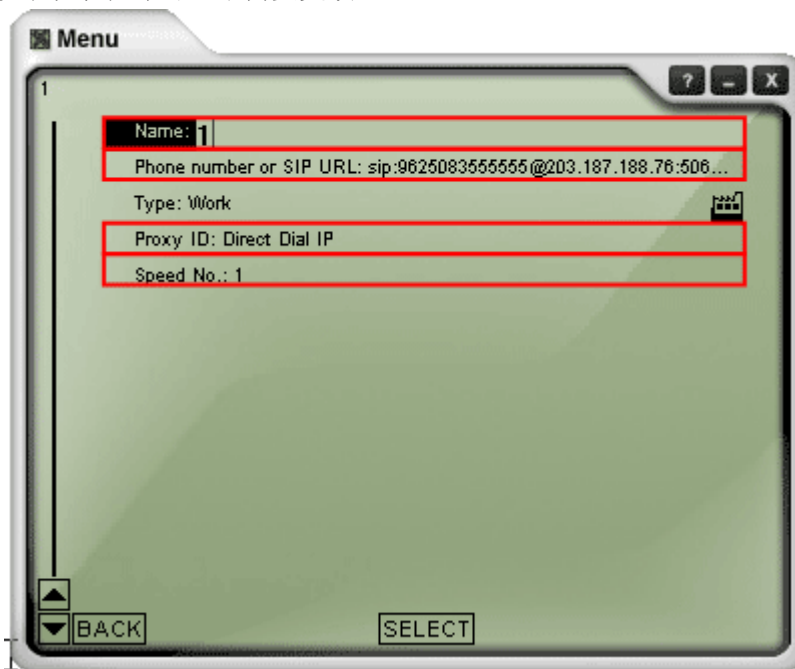 Menu
? – X
1
Name: 1
Phone number or SIP URL: sip:9625083555555@203.187.188.76:506...
Type: Work
Proxy ID: Direct Dial IP
Speed No.: 1
BACK SELECT